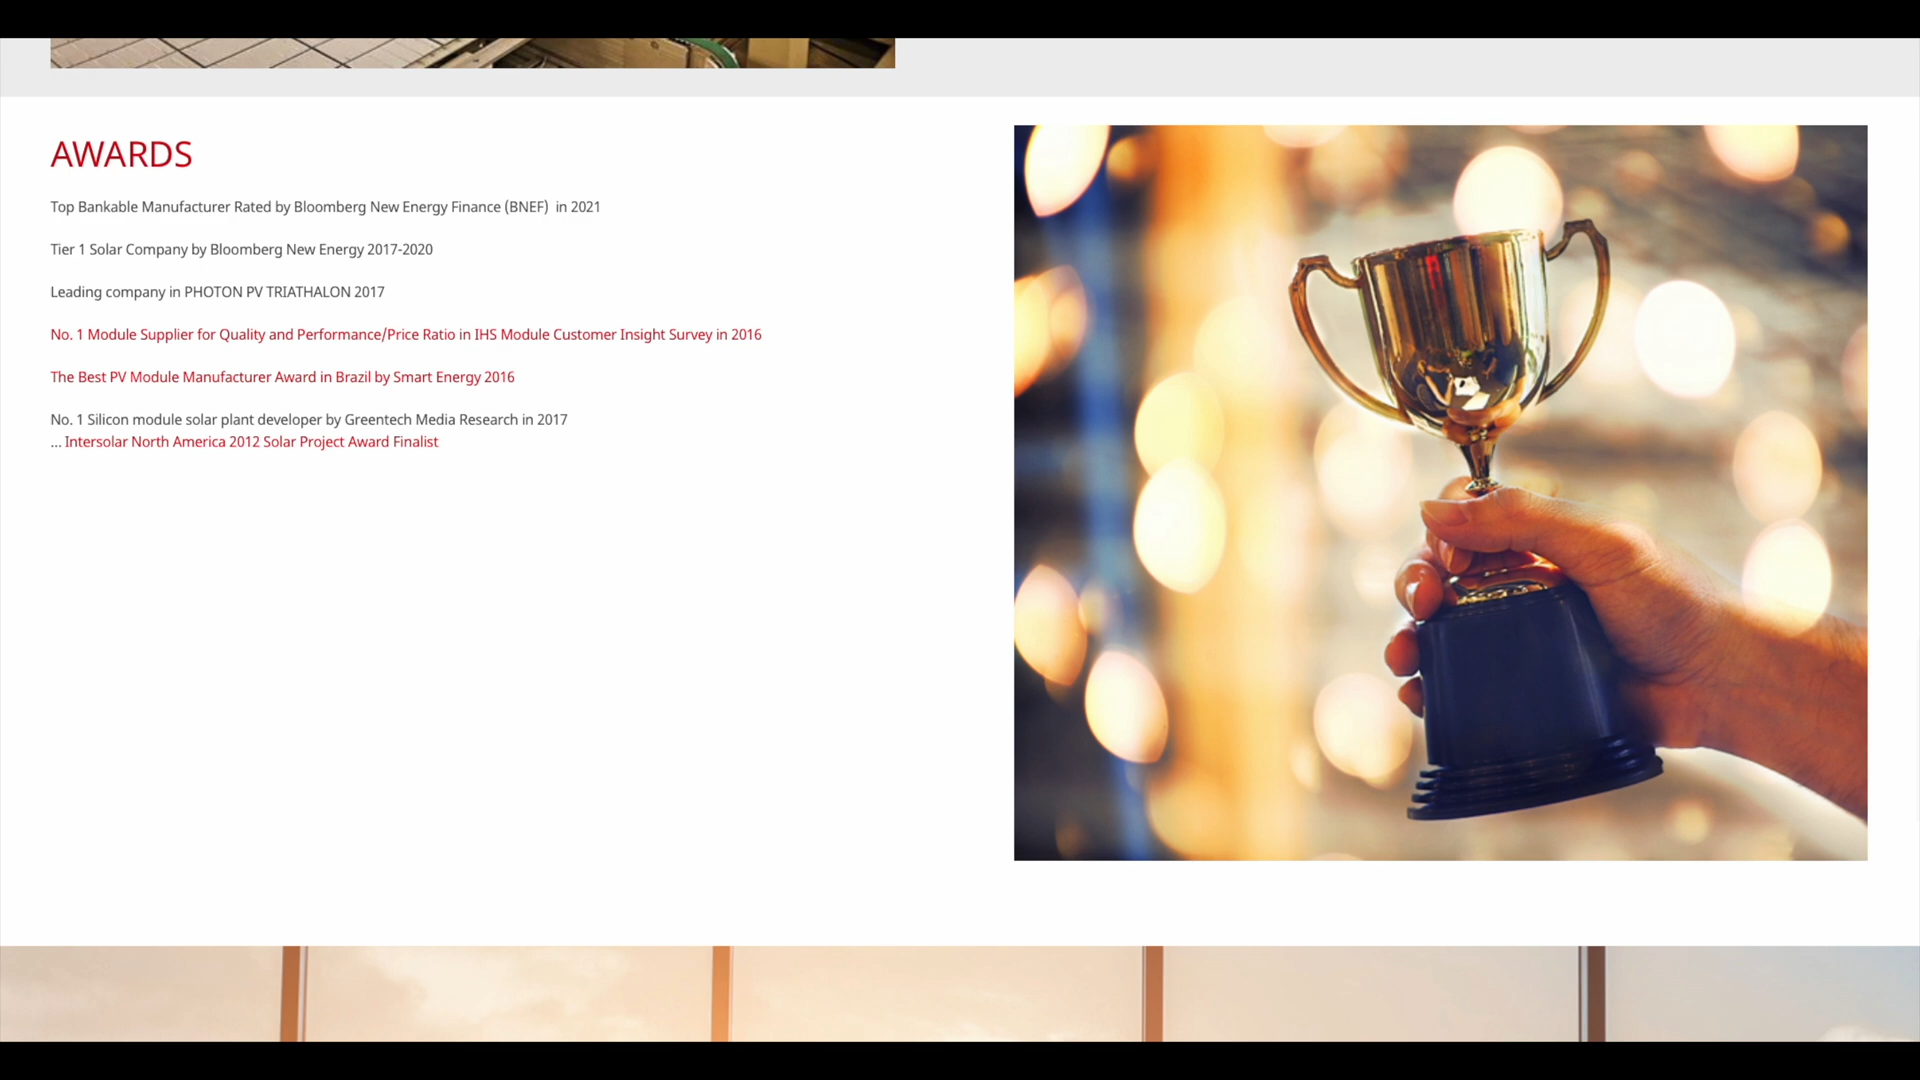 AWARDS
Top Bankable Manufacturer Rated by Bloomberg New Energy Finance (BNEF)  in 2021
Tier 1 Solar Company by Bloomberg New Energy 2017-2020
Leading company in PHOTON PV TRIATHALON 2017
No. 1 Module Supplier for Quality and Performance/Price Ratio in IHS Module Customer Insight Survey in 2016
The Best PV Module Manufacturer Award in Brazil by Smart Energy 2016
No. 1 Silicon module solar plant developer by Greentech Media Research in 2017
... Intersolar North America 2012 Solar Project Award Finalist